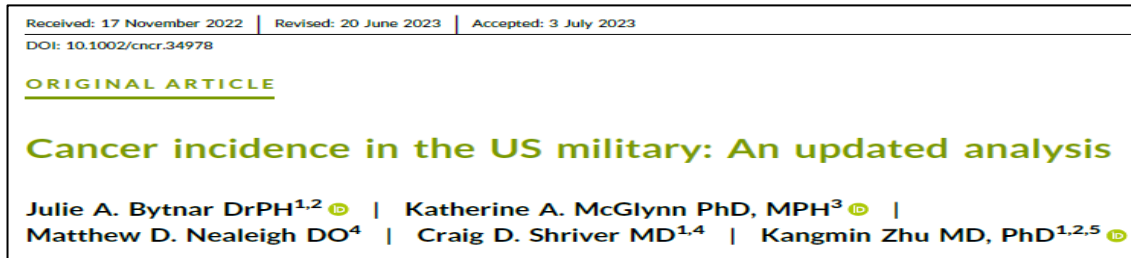 Received: 17 November 2022 | Revised: 20 June 2023 | Accepted: 3 July 2023
DOI: 10.1002/cncr.34978
ORIGINAL ARTICLE
Cancer incidence in the US military: An updated analysis
Julie A. Bytnar DrPH1,2 | Katherine A. McGlynn PhD, MPH3 |
Matthew D. Nealeigh DO4 | Craig D. Shriver MD1,4 | Kangmin Zhu MD, PhD1,2,5